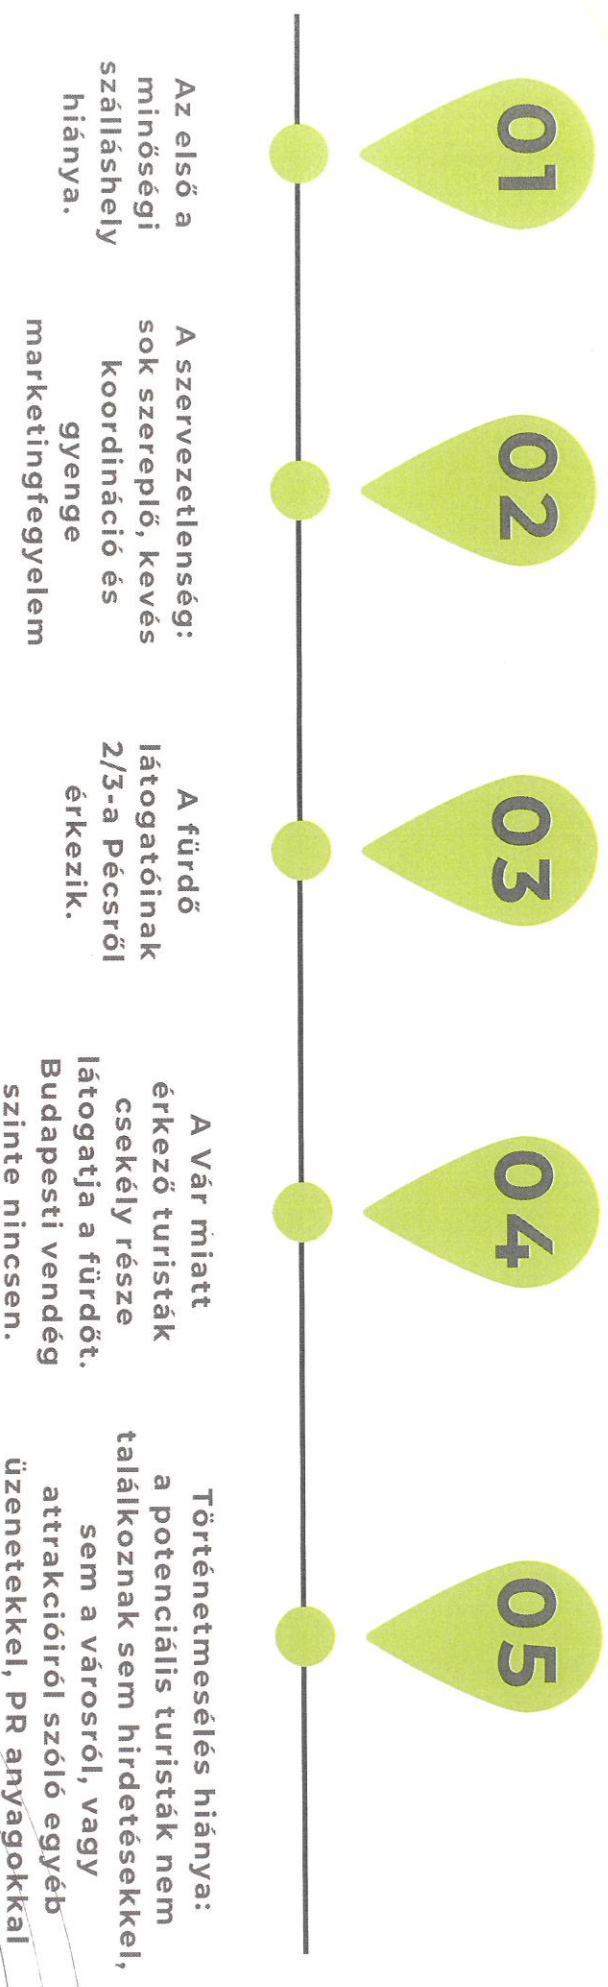 01
Az első a
minőségi
szálláshely
hiánya.
02
A szervezetlenség:
sok szereplő, kevés
koordináció és
gyenge
marketingfegyelem
03
A fürdő
látogatóinak
2/3-a Pécsről
érkezik.
04
A Vár miatt
érkező turisták
csekély része
látogatja a fürdőt.
Budapesti vendég
szinte nincsen.
05
Történetmesélés hiánya:
a potenciális turisták nem
találkoznak sem hirdetésekkel,
sem a városról, vagy
attrakcióiról szóló egyéb
üzenetekkel, PR anyagokkal